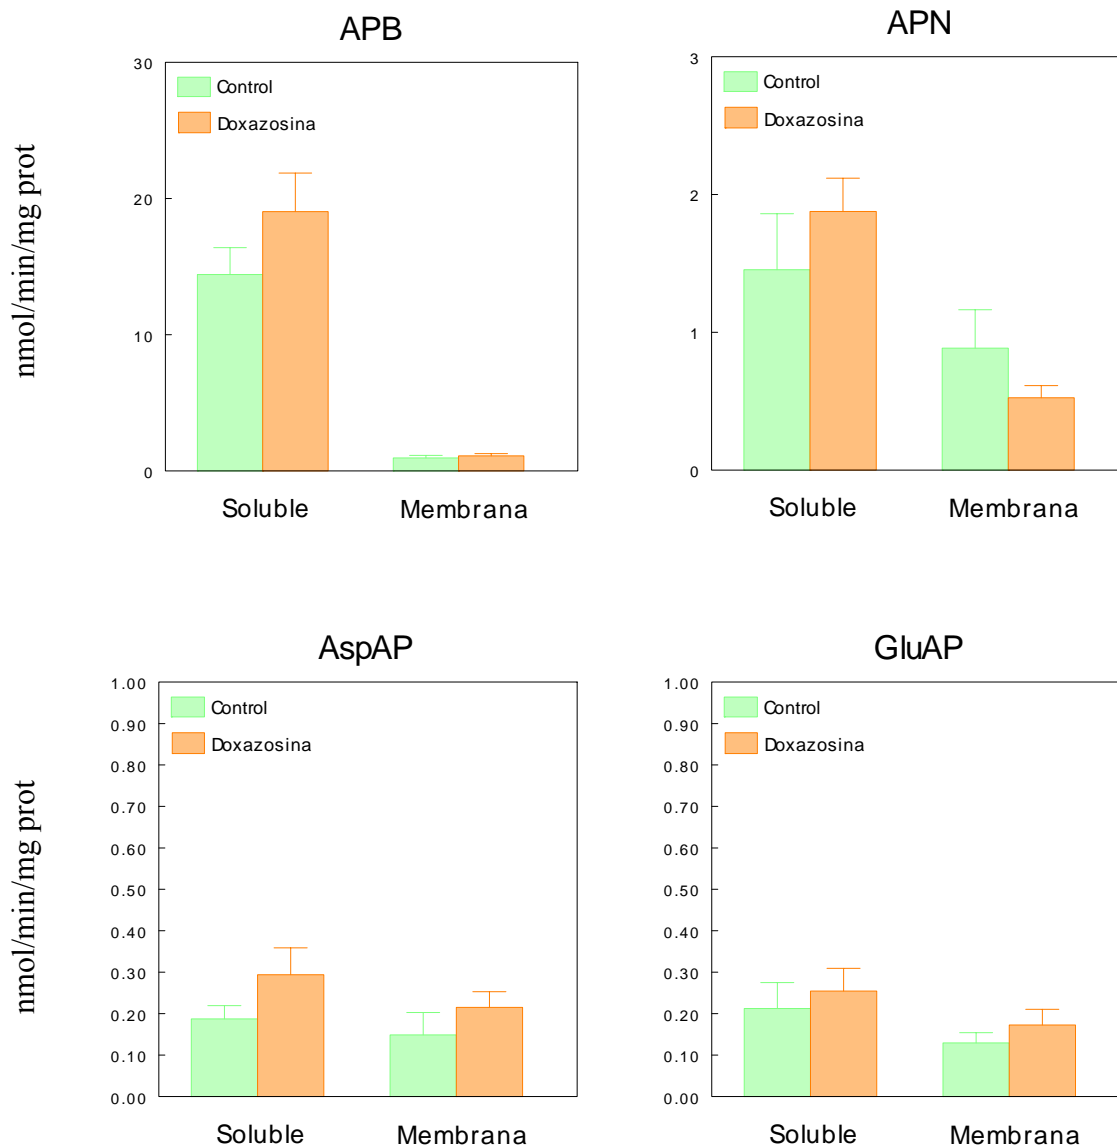 APB
30
20
10
0
Control
Doxazosina
Soluble
Membrana
nmol/min/mg prot
APN
3
2
1
0
Control
Doxazosina
Soluble
Membrana
AspAP
1.00
0.90
0.80
0.70
0.60
0.50
0.40
0.30
0.20
0.10
0.00
Control
Doxazosina
Soluble
Membrana
nmol/min/mg prot
GluAP
1.00
0.90
0.80
0.70
0.60
0.50
0.40
0.30
0.20
0.10
0.00
Control
Doxazosina
Soluble
Membrana